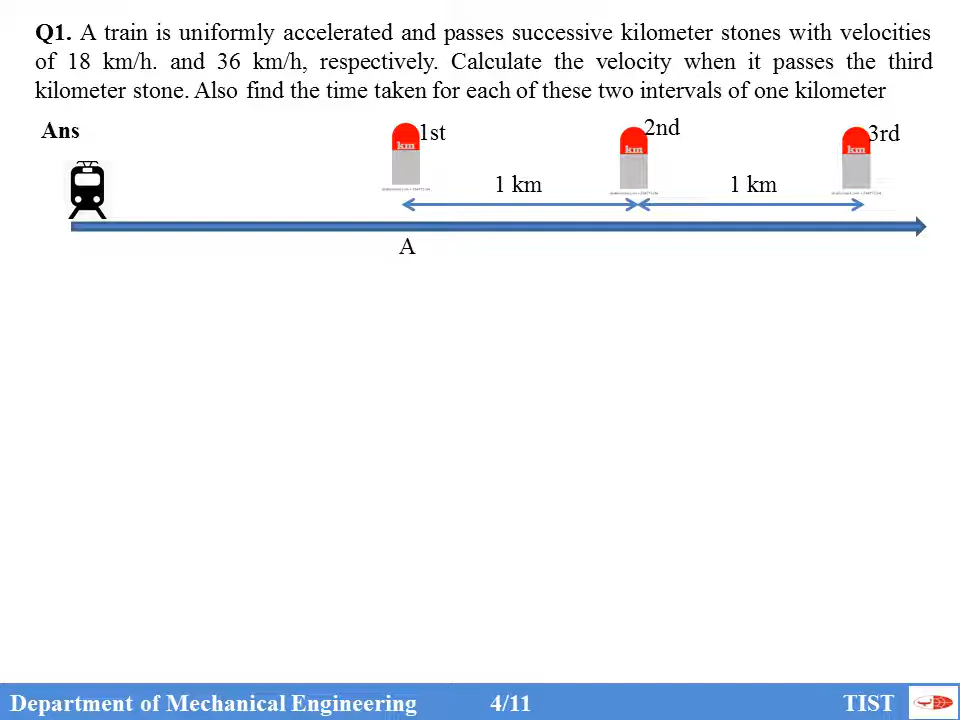 Q1. A train is uniformly accelerated and passes successive kilometer stones with velocities
of 18 km/h. and 36 km/h, respectively. Calculate the velocity when it passes the third
kilometer stone. Also find the time taken for each of these two intervals of one kilometer
Ans
1st
2nd
3rd
km
km
km
1 km
1 km
A
Department of Mechanical Engineering
4/11
TIST